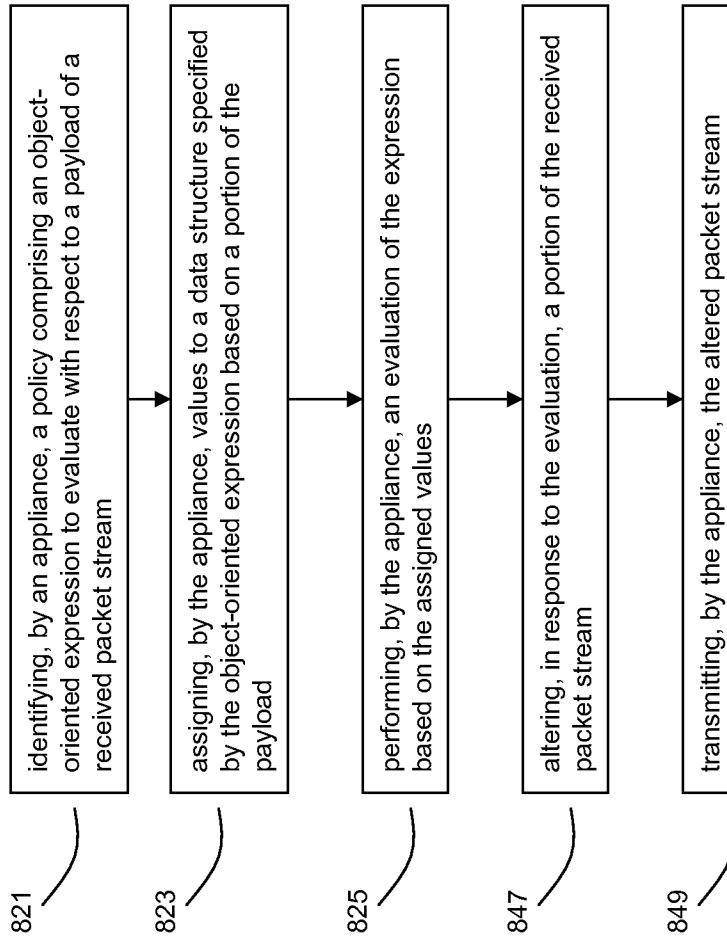 identifying, by an appliance, a policy comprising an object-
oriented expression to evaluate with respect to a payload of a
received packet stream
821
assigning, by the appliance, values to a data structure specified
by the object-oriented expression based on a portion of the
payload
823
performing, by the appliance, an evaluation of the expression
based on the assigned values
825
altering, in response to the evaluation, a portion of the received
packet stream
847
transmitting, by the appliance, the altered packet stream
849